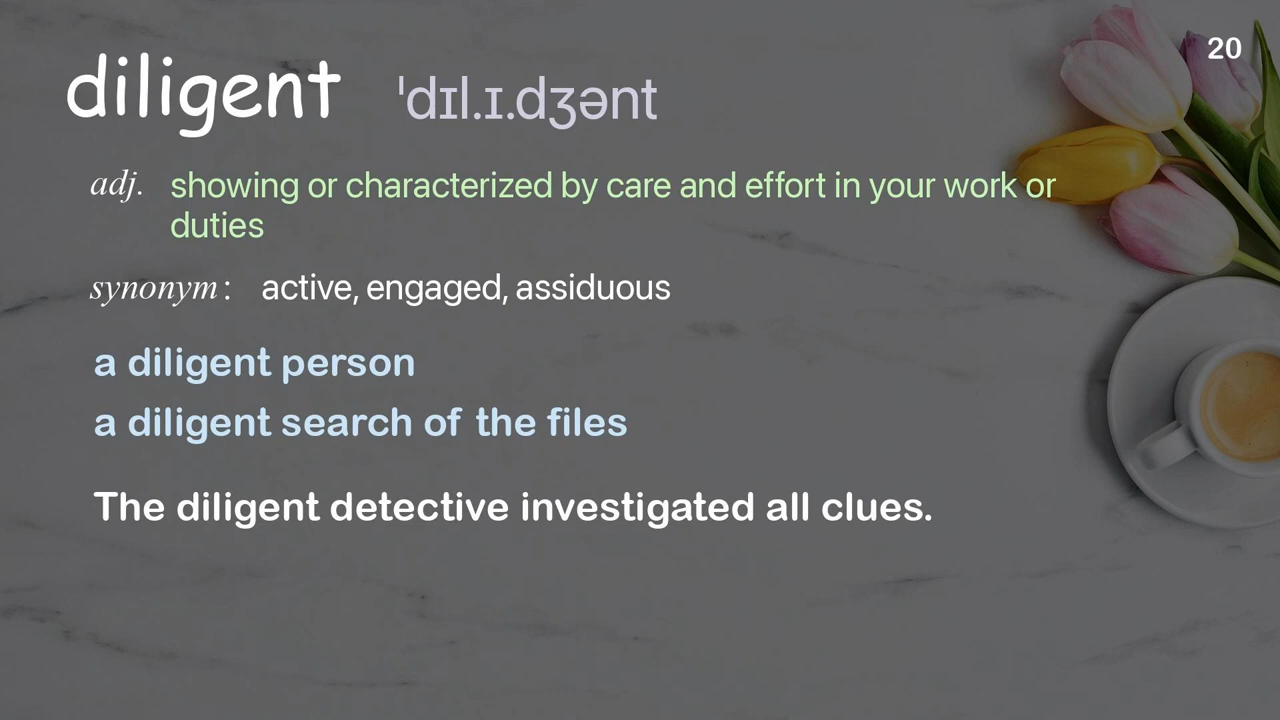 20
diligent ˈdɪl.ɪ.dʒənt
adj. showing or characterized by care and effort in your work or
duties
synonym : active, engaged, assiduous
a diligent person
a diligent search of the files
The diligent detective investigated all clues.